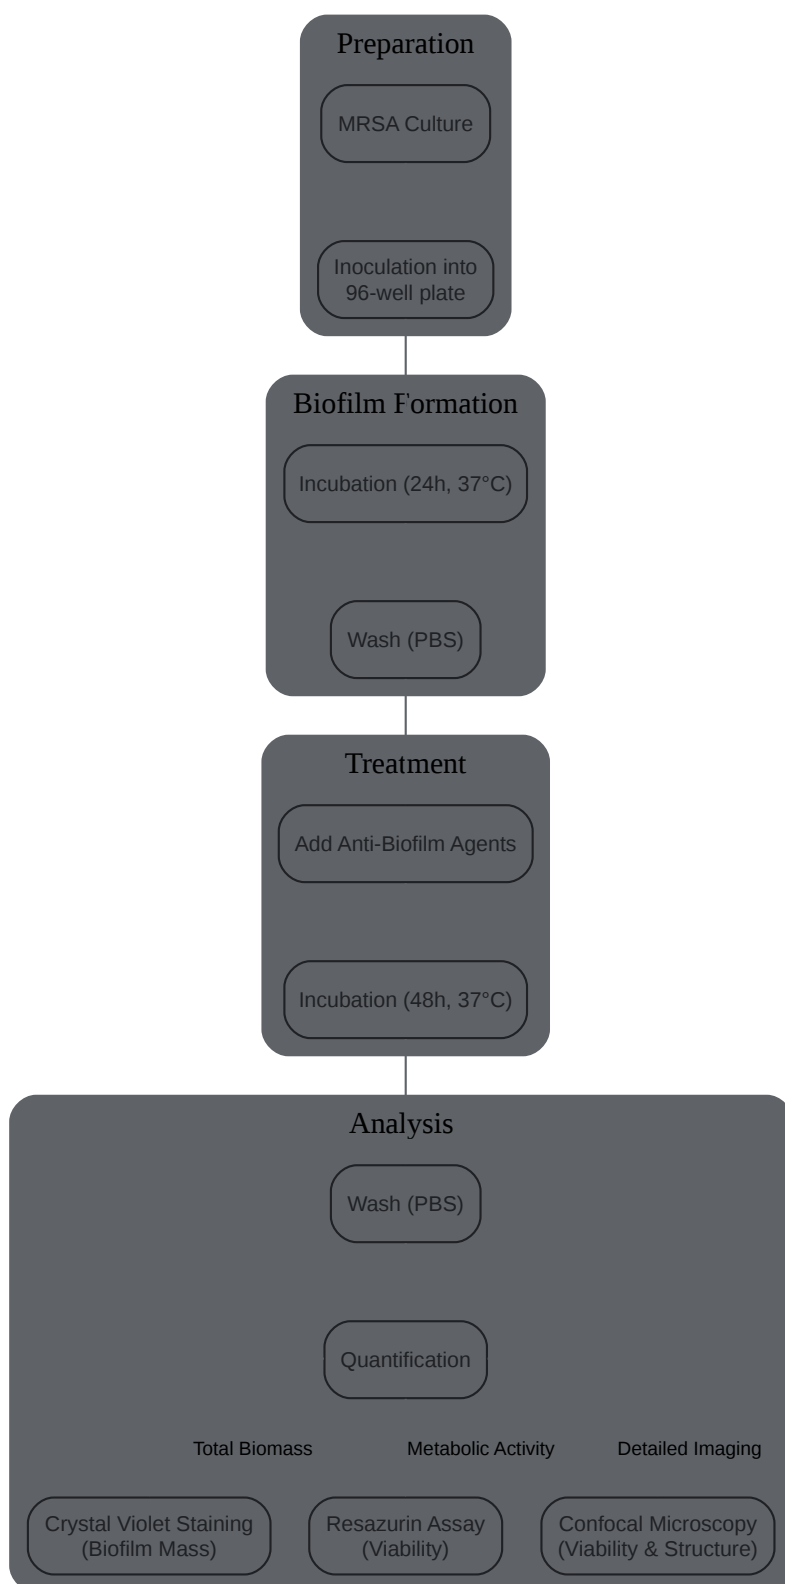 Preparation
MRSA Culture
Inoculation into
96-well plate
Biofilm Formation
Incubation (24h, 37°C)
Wash (PBS)
Treatment
Add Anti-Biofilm Agents
Incubation (48h, 37°C)
Analysis
Wash (PBS)
Quantification
Total Biomass
Metabolic Activity
Detailed Imaging
Crystal Violet Staining
(Biofilm Mass)
Resazurin Assay
(Viability)
Confocal Microscopy
(Viability & Structure)